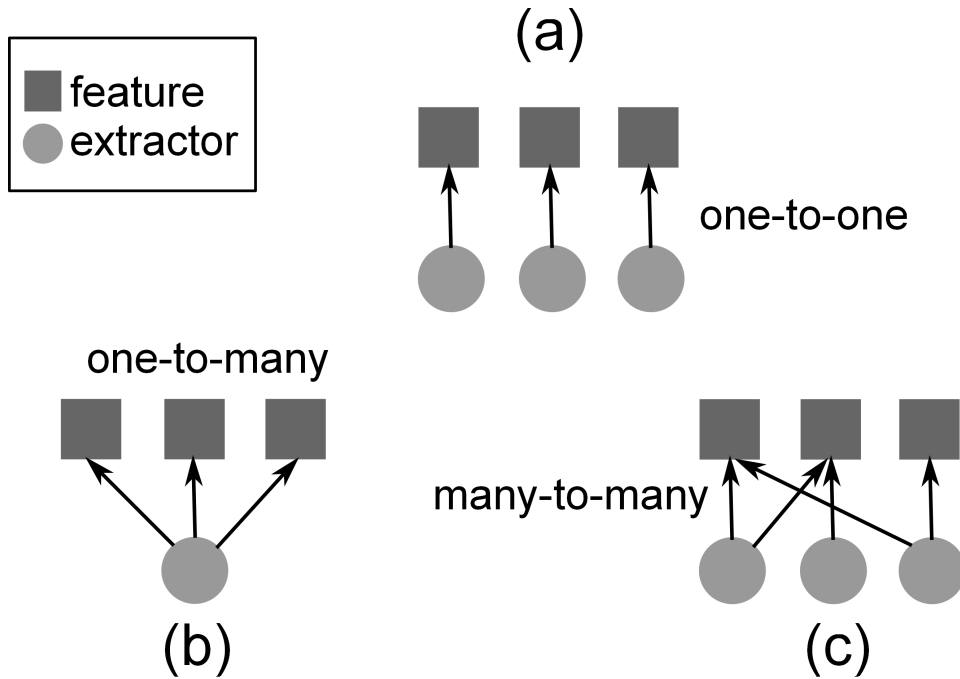 (a)
feature
extractor
one-to-one
one-to-many
many-to-many
(b)
(c)